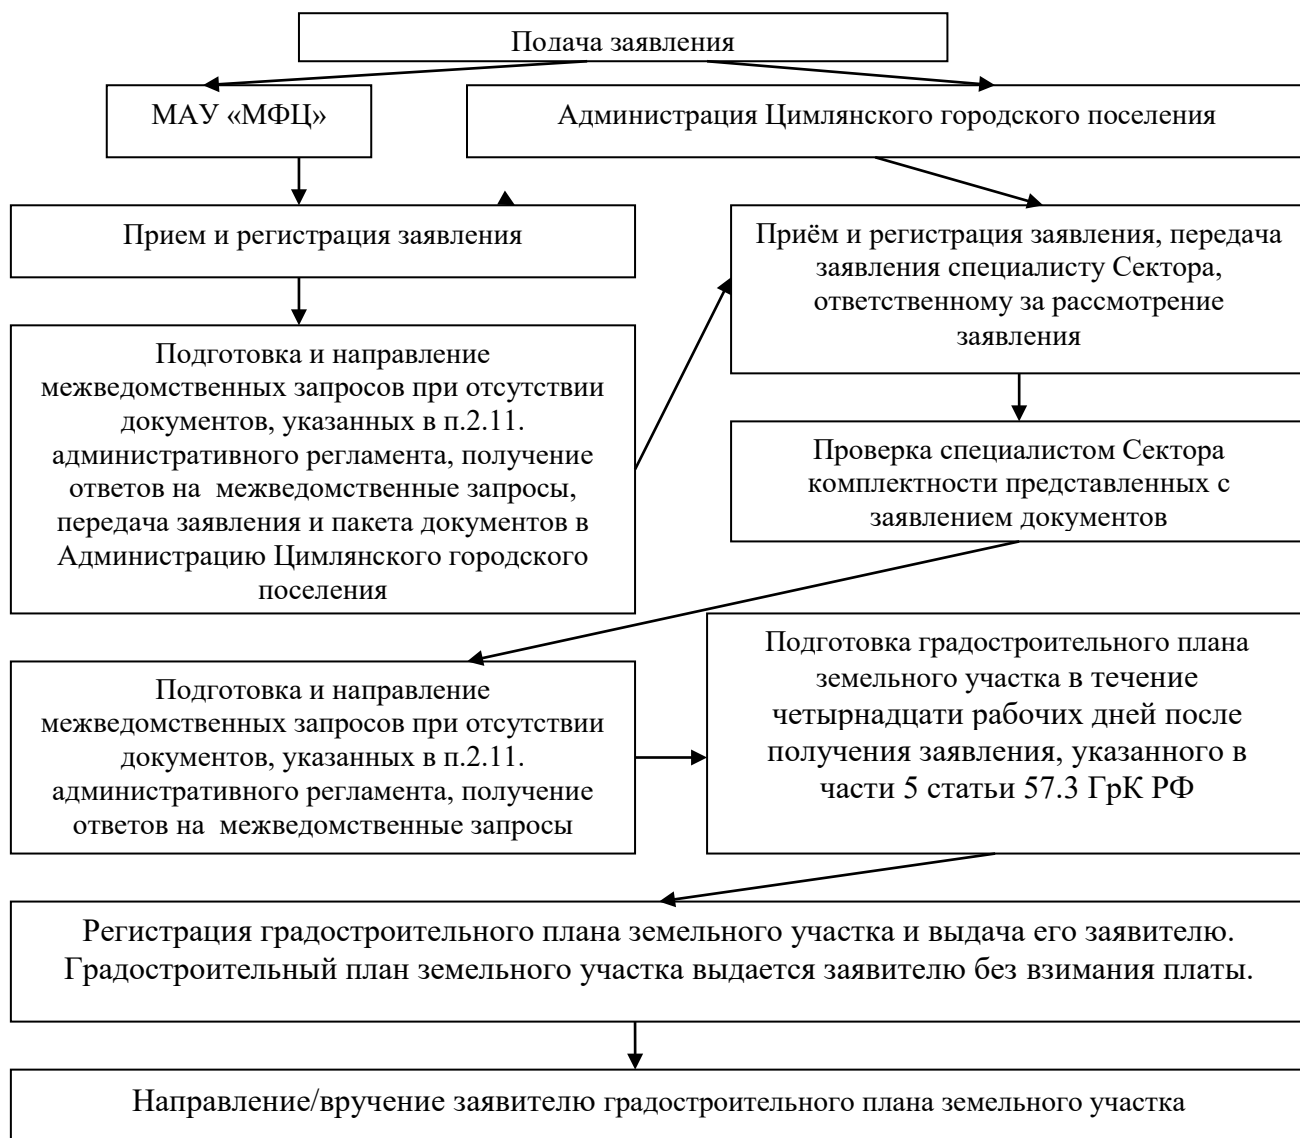 Подача заявления
МАУ «МФЦ»
Администрация Цимлянского городского поселения
Прием и регистрация заявления
Приём и регистрация заявления, передача
заявления специалисту Сектора,
ответственному за рассмотрение
заявления
Подготовка и направление
межведомственных запросов при отсутствии
документов, указанных в п.2.11.
административного регламента, получение
ответов на межведомственные запросы,
передача заявления и пакета документов в
Администрацию Цимлянского городского
поселения
Проверка специалистом Сектора
комплектности представленных с
заявлением документов
Подготовка и направление
межведомственных запросов при отсутствии
документов, указанных в п.2.11.
административного регламента, получение
ответов на межведомственные запросы
Подготовка градостроительного плана
земельного участка в течение
четырнадцати рабочих дней после
получения заявления, указанного в
части 5 статьи 57.3 ГрК РФ
Регистрация градостроительного плана земельного участка и выдача его заявителю.
Градостроительный план земельного участка выдается заявителю без взимания платы.
Направление/вручение заявителю градостроительного плана земельного участка